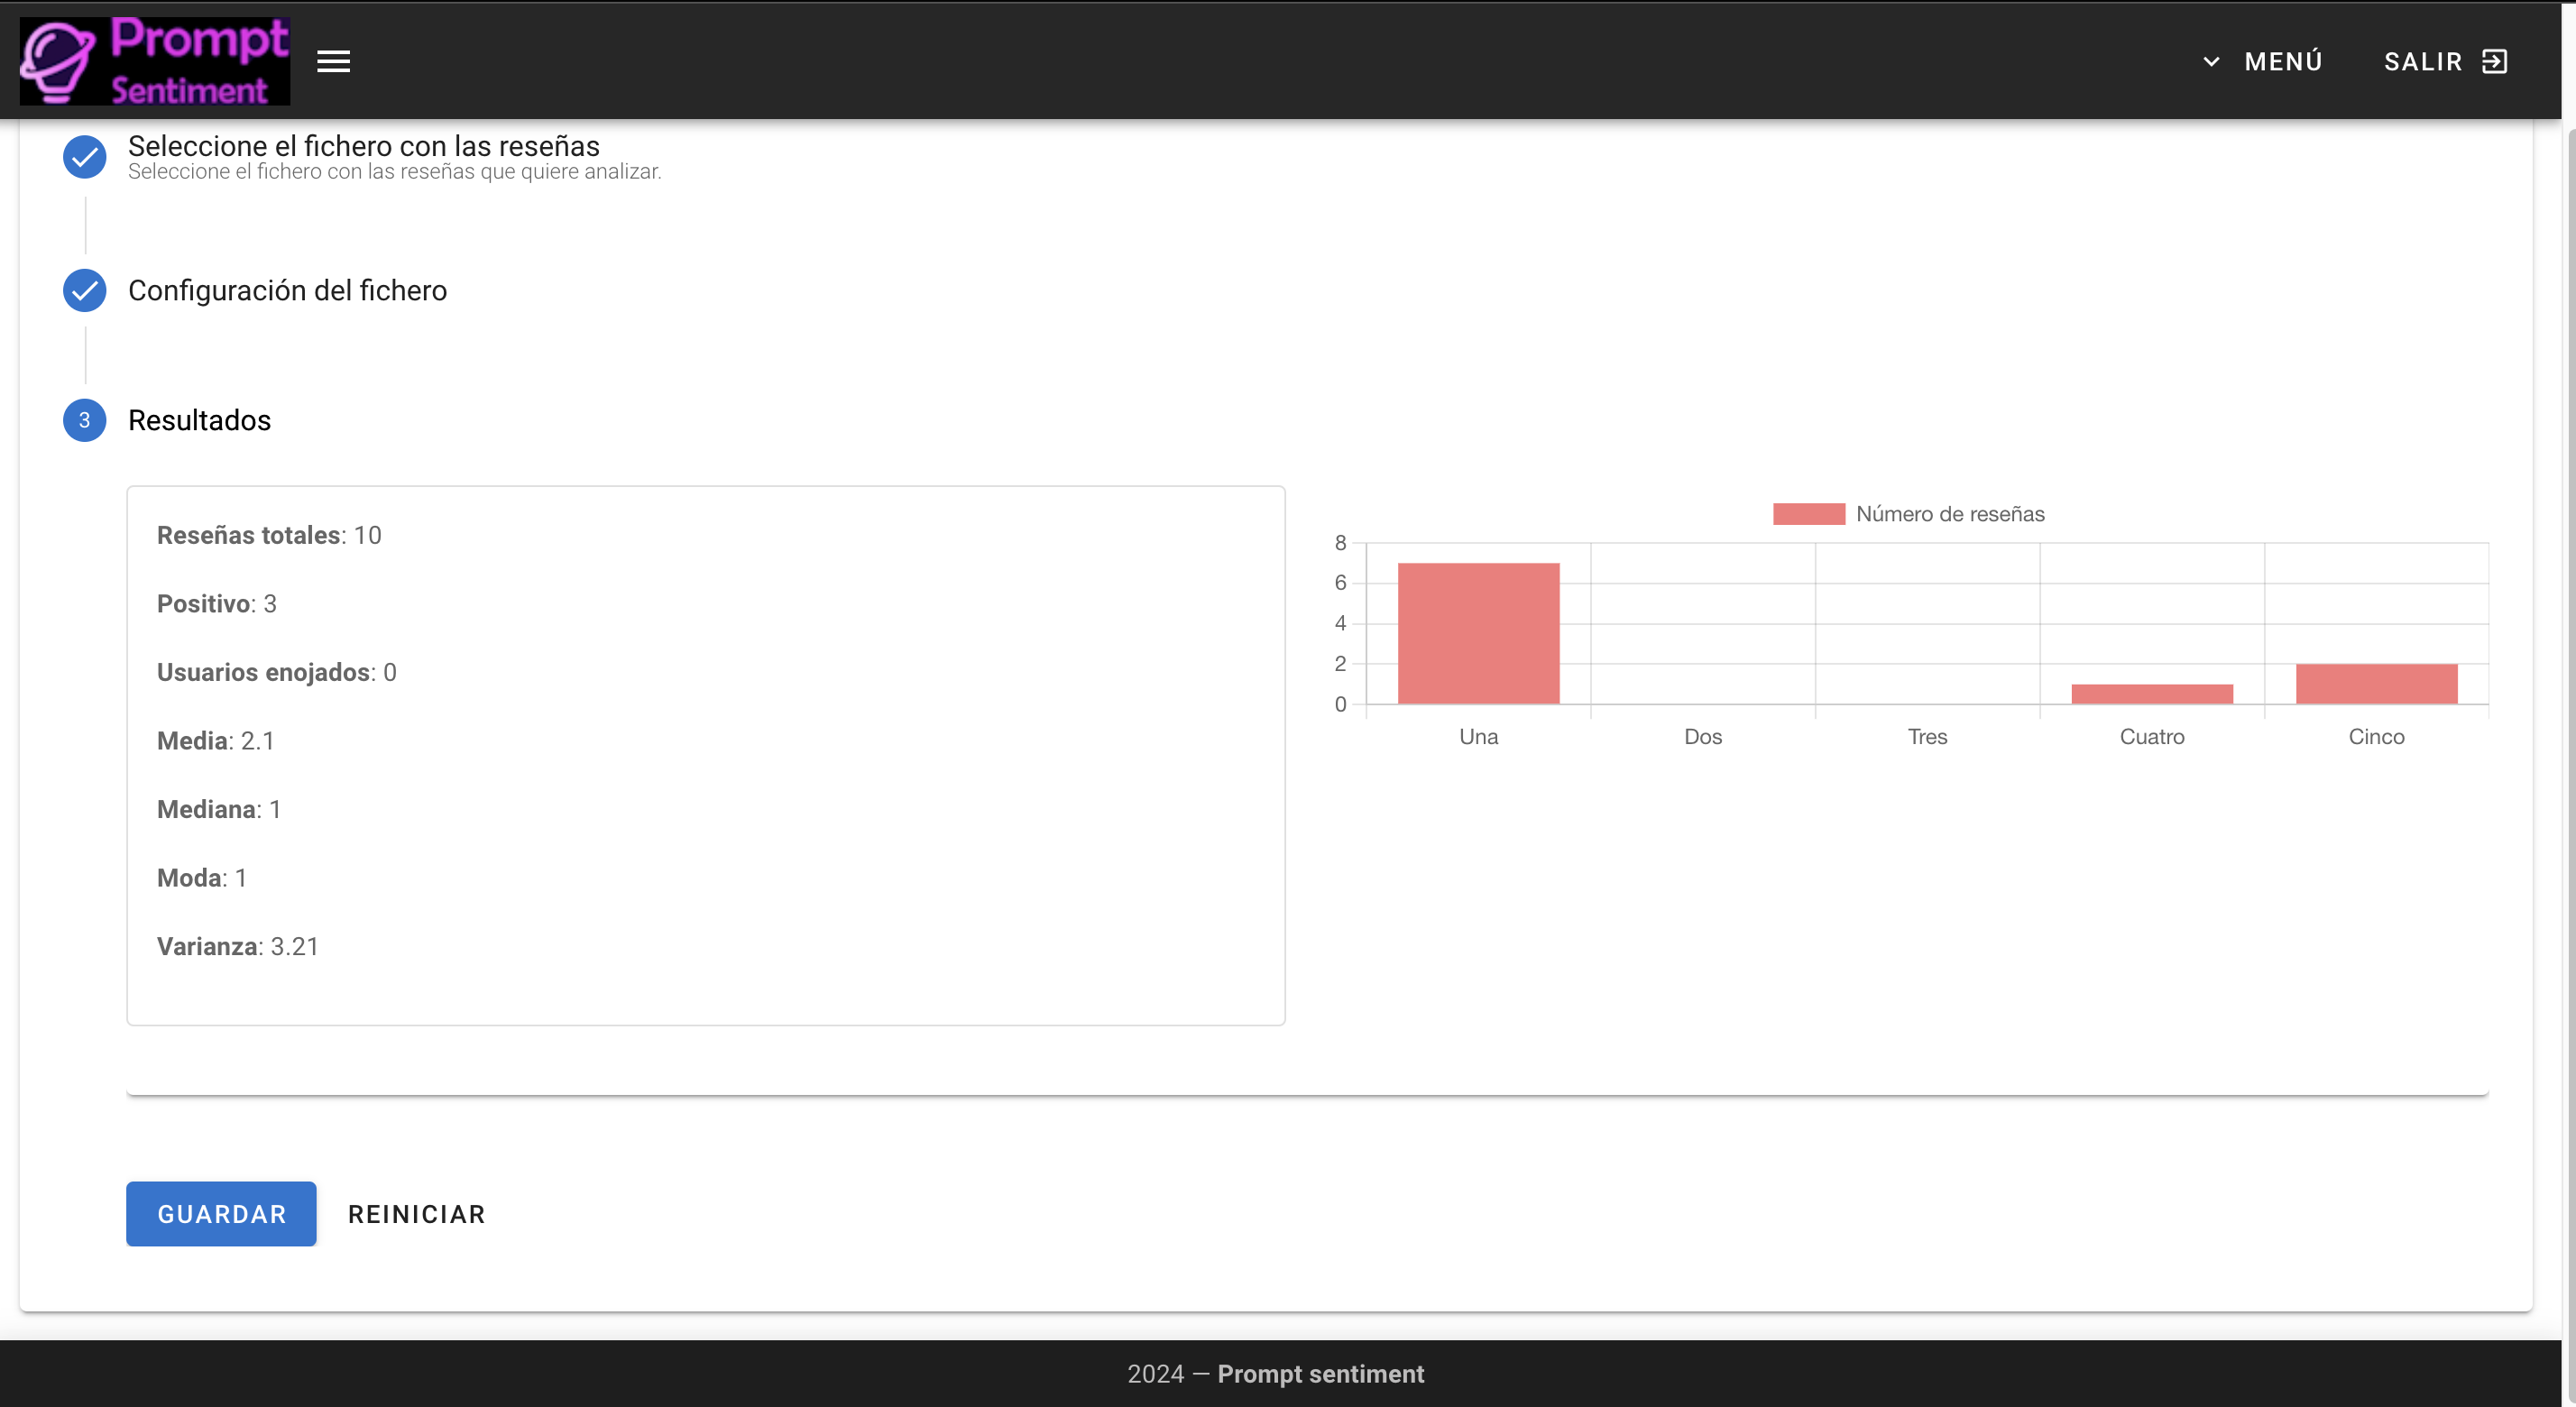 Prompt
Sentiment
MENÚ
SALIR
Seleccione el fichero con las reseñas
Seleccione el fichero con las reseñas que quiere analizar.
Configuración del fichero
3
Resultados
Reseñas totales: 10
Positivo: 3
Usuarios enojados: 0
Media: 2.1
Mediana: 1
Moda: 1
Varianza: 3.21
Número de reseñas
8
6
4
2
0
Una Dos Tres Cuatro Cinco
GUARDAR REINICIAR
2024 — Prompt sentiment